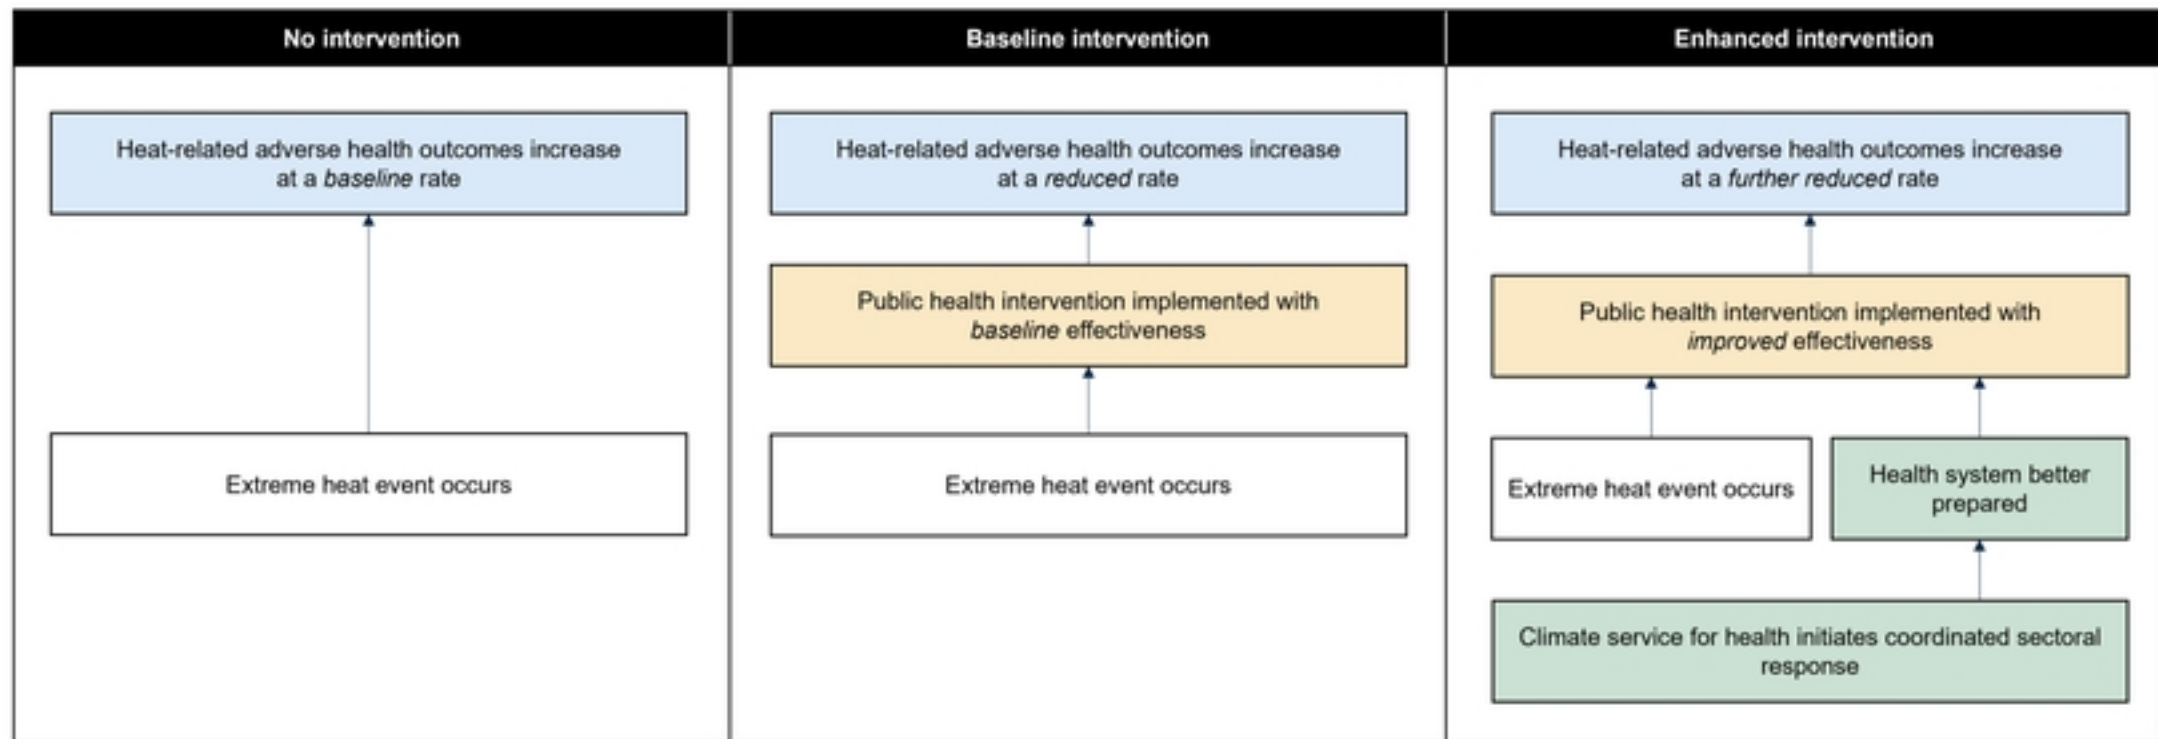 No intervention
Heat-related adverse health outcomes increase
at a baseline rate
Extreme heat event occurs
Baseline intervention
Heat-related adverse health outcomes increase
at a reduced rate
Public health intervention implemented with
baseline effectiveness
Extreme heat event occurs
Enhanced intervention
Heat-related adverse health outcomes increase
at a further reduced rate
Public health intervention implemented with
improved effectiveness
Extreme heat event occurs
Health system better
prepared
Climate service for health initiates coordinated sectoral
response